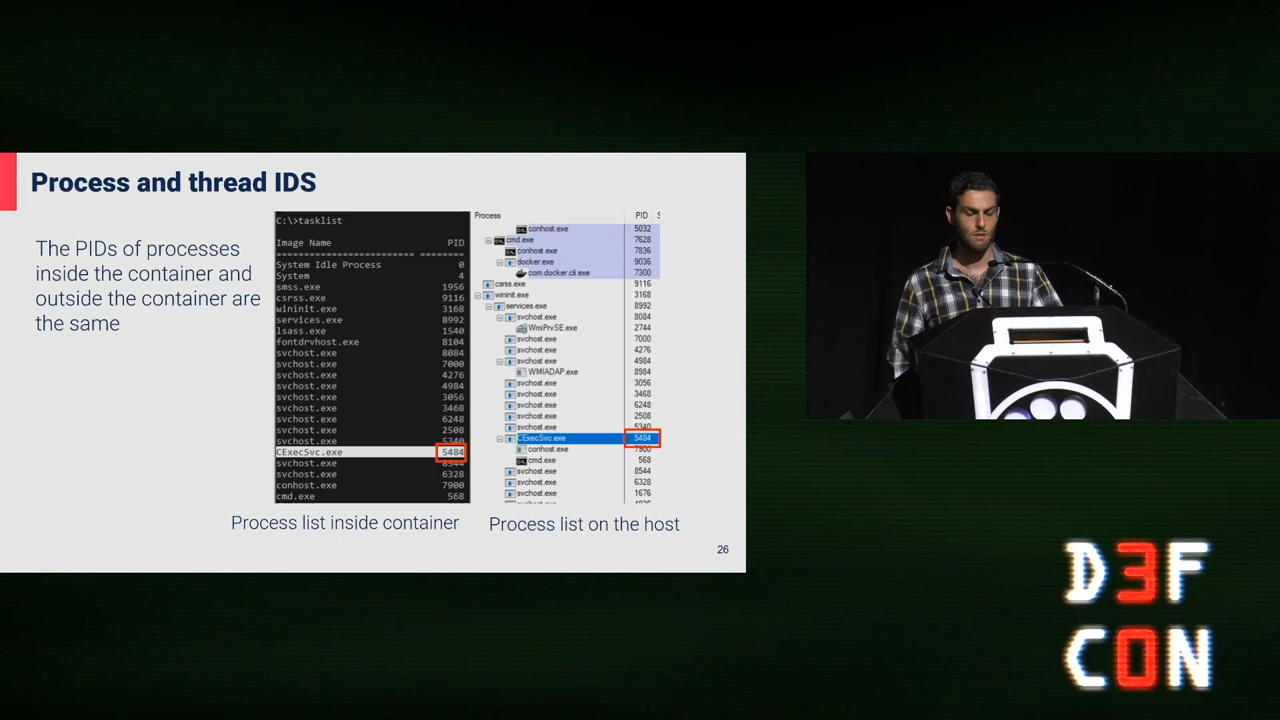 Process and thread IDS
The PIDs of processes
inside the container and
outside the container are
the same
C:\>tasklist
Image Name PID
========================= ========
System Idle Process 0
System 4
smss.exe 1956
csrss.exe 9116
wininit.exe 3168
services.exe 8992
lsass.exe 1540
fontdrvhost.exe 8104
svchost.exe 8084
svchost.exe 7000
svchost.exe 4276
svchost.exe 4984
svchost.exe 3056
svchost.exe 3468
svchost.exe 6248
svchost.exe 2508
svchost.exe 5340
CExecSvc.exe 5484
svchost.exe 8544
svchost.exe 6328
conhost.exe 7900
cmd.exe 568
Process list inside container
Process PID S
conhost.exe 5032
cmd.exe 7628
conhost.exe 7836
docker.exe 9036
com.docker.cli.exe 7300
csrss.exe 9116
wininit.exe 3168
services.exe 8992
svchost.exe 8084
WmiPrvSE.exe 2744
svchost.exe 7000
svchost.exe 4276
svchost.exe 4984
WMIADAP.exe 8984
svchost.exe 3056
svchost.exe 3468
svchost.exe 6248
svchost.exe 2508
svchost.exe 5340
CExecSvc.exe 5484
conhost.exe 7900
cmd.exe 568
svchost.exe 8544
svchost.exe 6328
svchost.exe 1676
Process list on the host
26
D3F
C0N